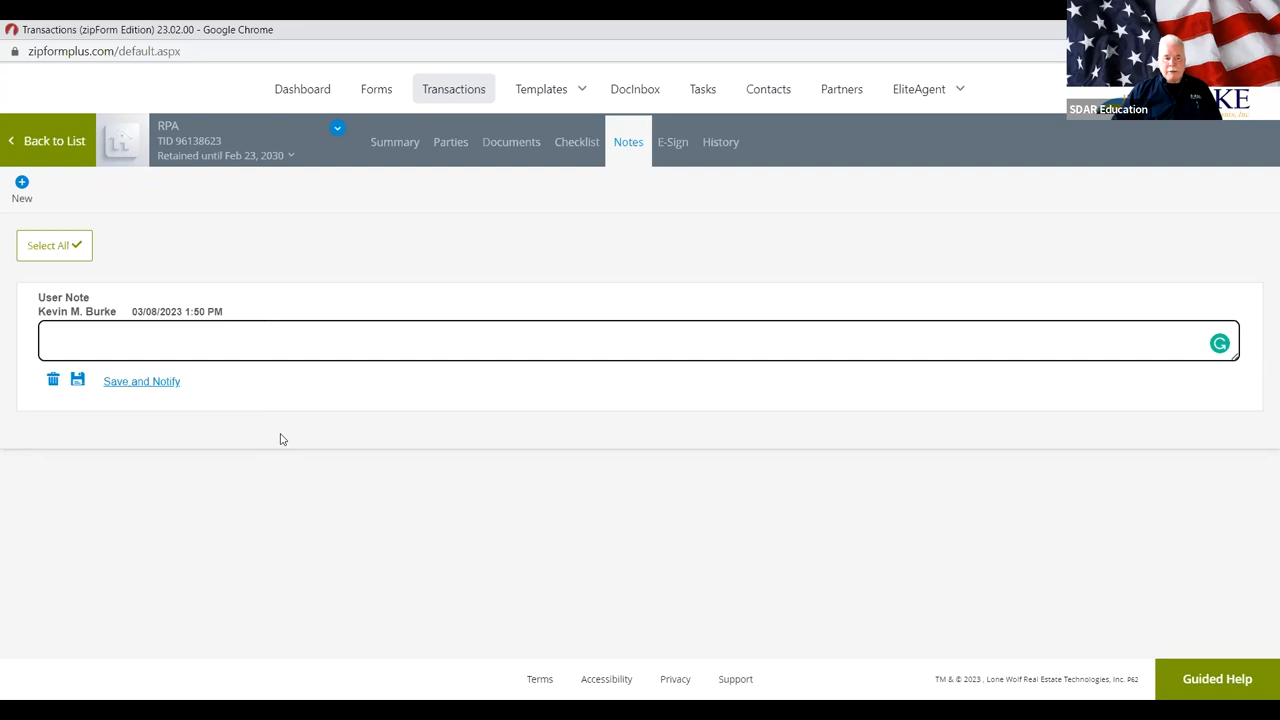 Transactions (zipForm Edition) 23.02.00 - Google Chrome
zipformplus.com/default.aspx
Dashboard Forms Transactions Templates DocInbox Tasks Contacts Partners EliteAgent
SDAR Education
KE
Back to List
RPA
TID 96138623
Retained until Feb 23, 2030
Summary Parties Documents Checklist Notes E-Sign History
New
Select All
User Note
Kevin M. Burke 03/08/2023 1:50 PM
Save and Notify
Terms Accessibility Privacy Support
TM & © 2023 , Lone Wolf Real Estate Technologies, Inc. P62
Guided Help